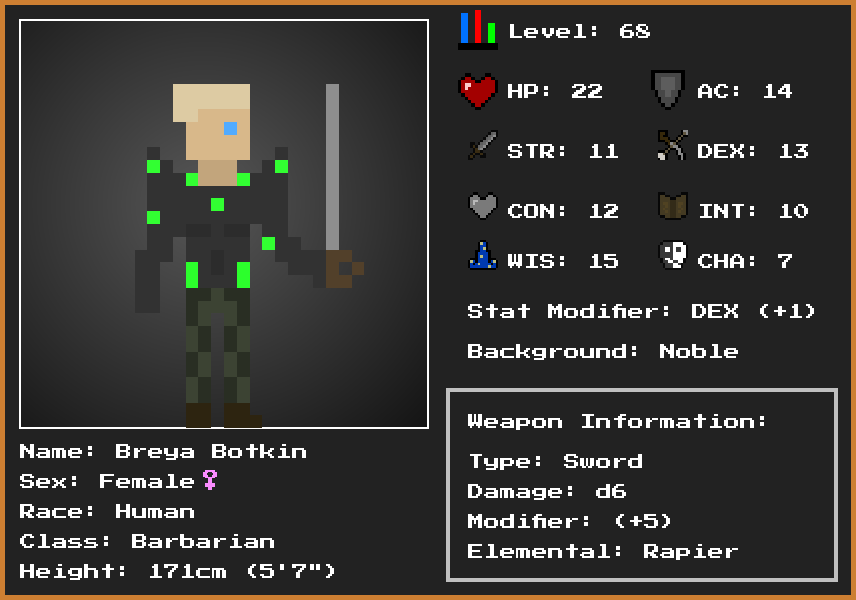 Level: 68
HP: 22
AC: 14
STR: 11
DEX: 13
CON: 12
INT: 10
WIS: 15
CHA: 7
Stat Modifier: DEX (+1)
Background: Noble
Weapon Information:
Type: Sword
Damage: d6
Modifier: (+5)
Elemental: Rapier
Name: Breya Botkin
Sex: Female♀
Race: Human
Class: Barbarian
Height: 171cm (5'7")